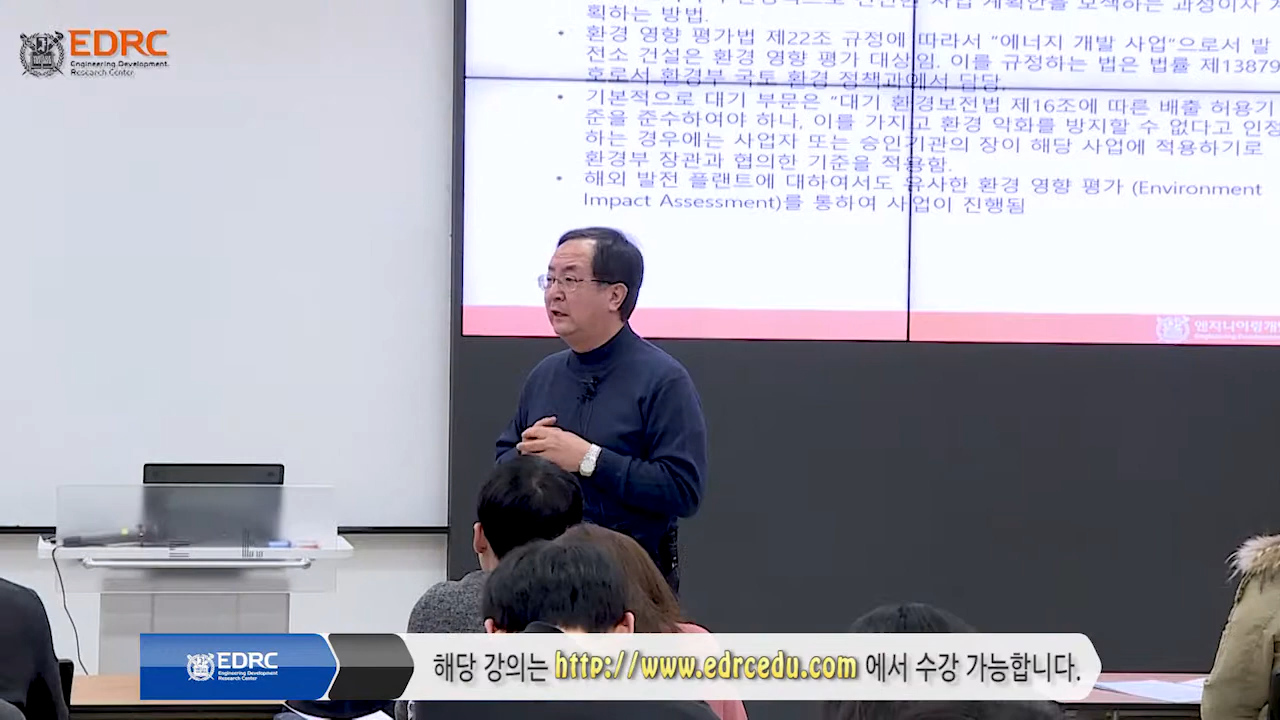 EDRC
Engineering Development
Research Center
획하는 방법.
• 환경 영향 평가법 제22조 규정에 따라서 "에너지 개발 사업"으로서 발
전소 건설은 환경 영향 평가 대상임. 이를 규정하는 법은 법률 제13879
호로서 환경부 국토 환경 정책과에서 담당.
• 기본적으로 대기 부문은 "대기 환경보전법 제16조에 따른 배출 허용기
준을 준수하여야 하나, 이를 가지고 환경 악화를 방지할 수 없다고 인정
하는 경우에는 사업자 또는 승인기관의 장이 해당 사업에 적용하기로
환경부 장관과 협의한 기준을 적용함.
• 해외 발전 플랜트에 대하여서도 유사한 환경 영향 평가 (Environment
Impact Assessment)를 통하여 사업이 진행됨
엔지니어링개발
EDRC
Engineering Development
Research Center
해당 강의는 http://www.edrcedu.com 에서 수강 가능합니다.